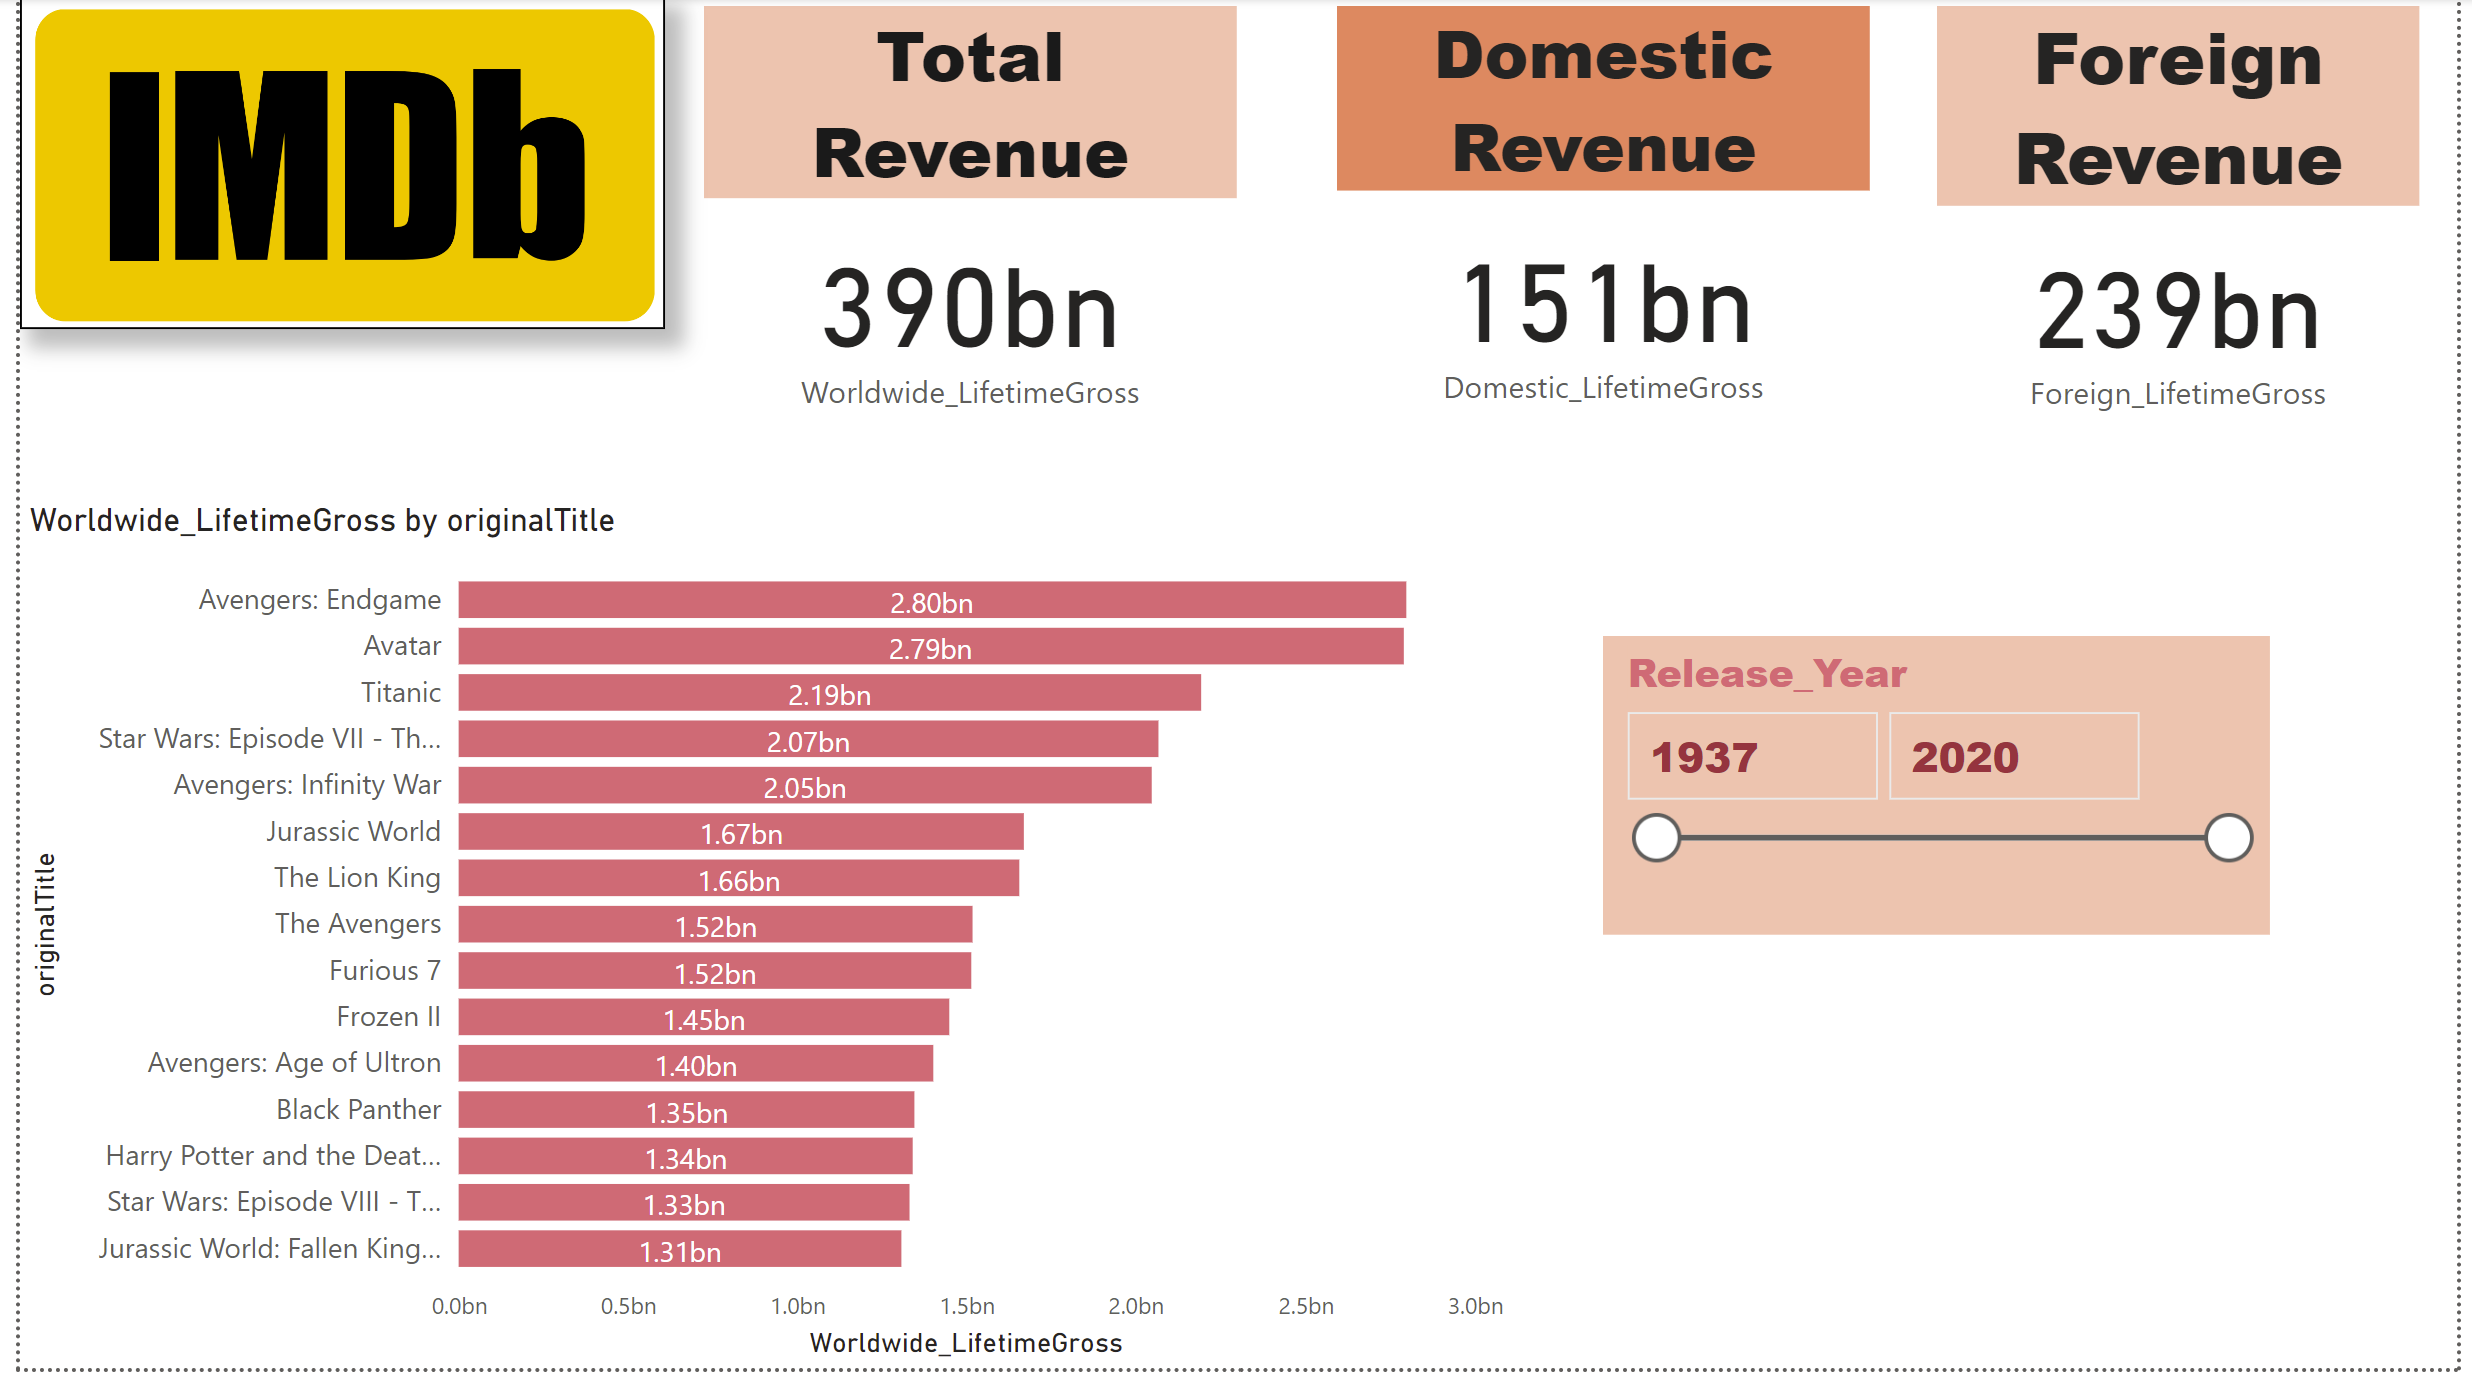 IMDb
Total
Revenue
390bn
Worldwide_LifetimeGross
Domestic
Revenue
151bn
Domestic_LifetimeGross
Foreign
Revenue
239bn
Foreign_LifetimeGross
Worldwide_LifetimeGross by originalTitle
originalTitle
Avengers: Endgame 2.80bn
Avatar 2.79bn
Titanic 2.19bn
Star Wars: Episode VII - Th... 2.07bn
Avengers: Infinity War 2.05bn
Jurassic World 1.67bn
The Lion King 1.66bn
The Avengers 1.52bn
Furious 7 1.52bn
Frozen II 1.45bn
Avengers: Age of Ultron 1.40bn
Black Panther 1.35bn
Harry Potter and the Deat... 1.34bn
Star Wars: Episode VIII - T... 1.33bn
Jurassic World: Fallen King... 1.31bn
0.0bn 0.5bn 1.0bn 1.5bn 2.0bn 2.5bn 3.0bn
Worldwide_LifetimeGross
Release_Year
1937 2020